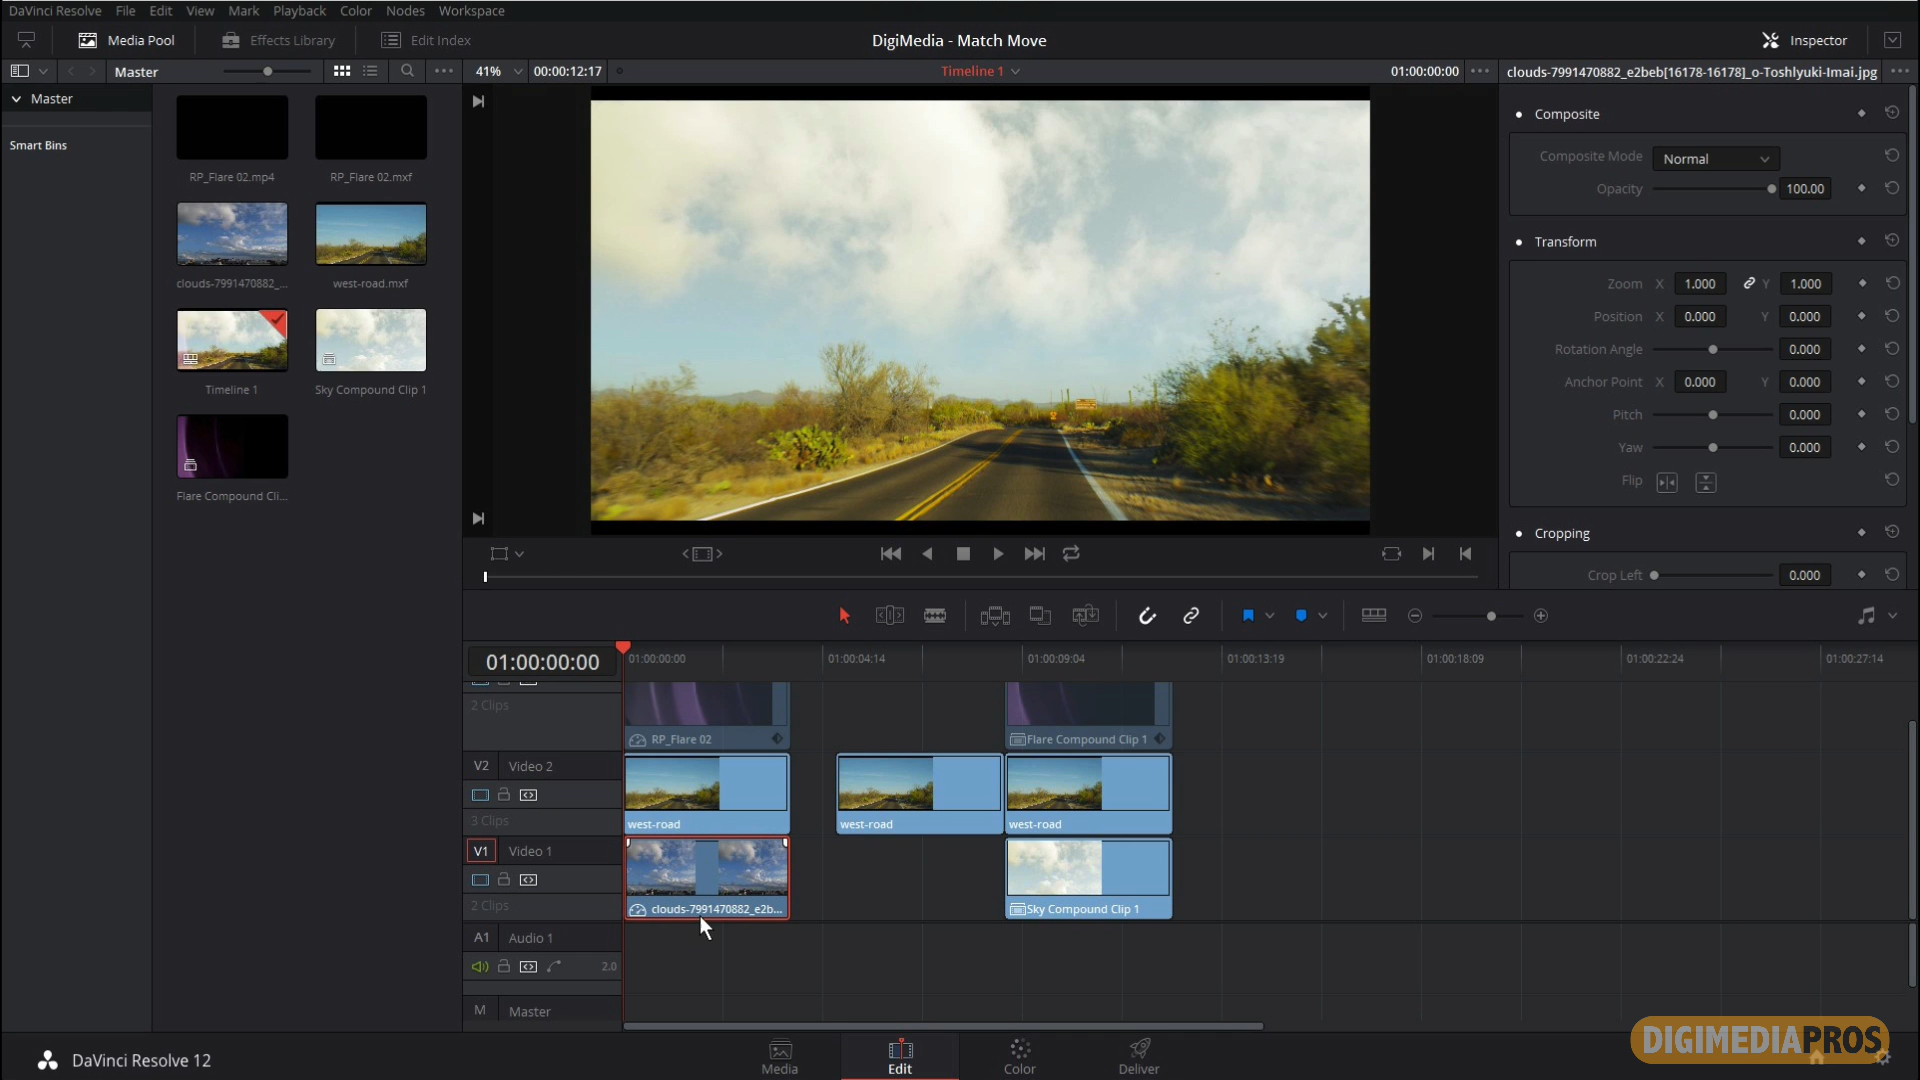 DaVinci Resolve File Edit View Mark Playback Color Nodes Workspace
Media Pool Effects Library Edit Index DigiMedia - Match Move Inspector
Master 41% 00:00:12:17 Timeline 1 01:00:00:00 clouds-7991470882_e2beb[16178-16178]_o-Toshlyuki-Imai.jpg
Master
Smart Bins
RP_Flare 02.mp4 RP_Flare 02.mxf
clouds-7991470882_... west-road.mxf
Timeline 1 Sky Compound Clip 1
Flare Compound Cli...
Composite
Composite Mode Normal
Opacity 100.00
Transform
Zoom X 1.000 Y 1.000
Position X 0.000 Y 0.000
Rotation Angle 0.000
Anchor Point X 0.000 Y 0.000
Pitch 0.000
Yaw 0.000
Flip
Cropping
Crop Left 0.000
01:00:00:00 01:00:00:00 01:00:04:14 01:00:09:04 01:00:13:19 01:00:18:09 01:00:22:24 01:00:27:14
2 Clips
RP_Flare 02 Flare Compound Clip 1
V2 Video 2
3 Clips
west-road west-road west-road
V1 Video 1
2 Clips
clouds-7991470882_e2b... Sky Compound Clip 1
A1 Audio 1
2.0
M Master
DaVinci Resolve 12
Media Edit Color Deliver
DIGIMEDIAPROS